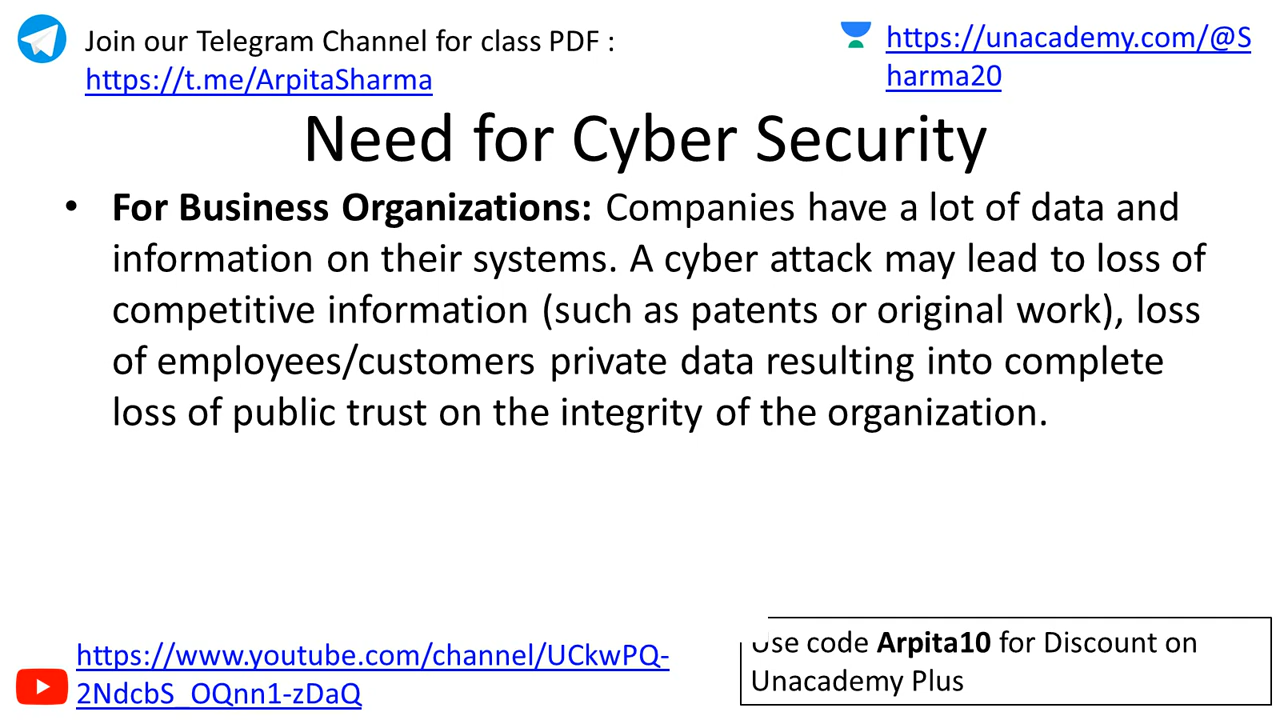 Join our Telegram Channel for class PDF :
https://t.me/ArpitaSharma
https://unacademy.com/@S
harma20
Need for Cyber Security
• For Business Organizations: Companies have a lot of data and
information on their systems. A cyber attack may lead to loss of
competitive information (such as patents or original work), loss
of employees/customers private data resulting into complete
loss of public trust on the integrity of the organization.
https://www.youtube.com/channel/UCkwPQ-
2NdcbS_OQnn1-zDaQ
Use code Arpita10 for Discount on
Unacademy Plus